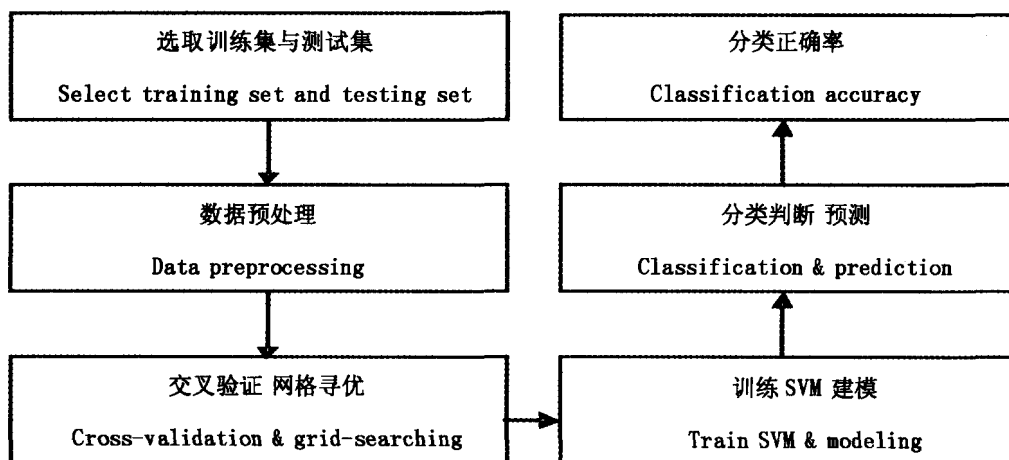 选取训练集与测试集
Select training set and testing set
数据预处理
Data preprocessing
交叉验证 网格寻优
Cross-validation & grid-searching
训练 SVM 建模
Train SVM & modeling
分类判断 预测
Classification & prediction
分类正确率
Classification accuracy